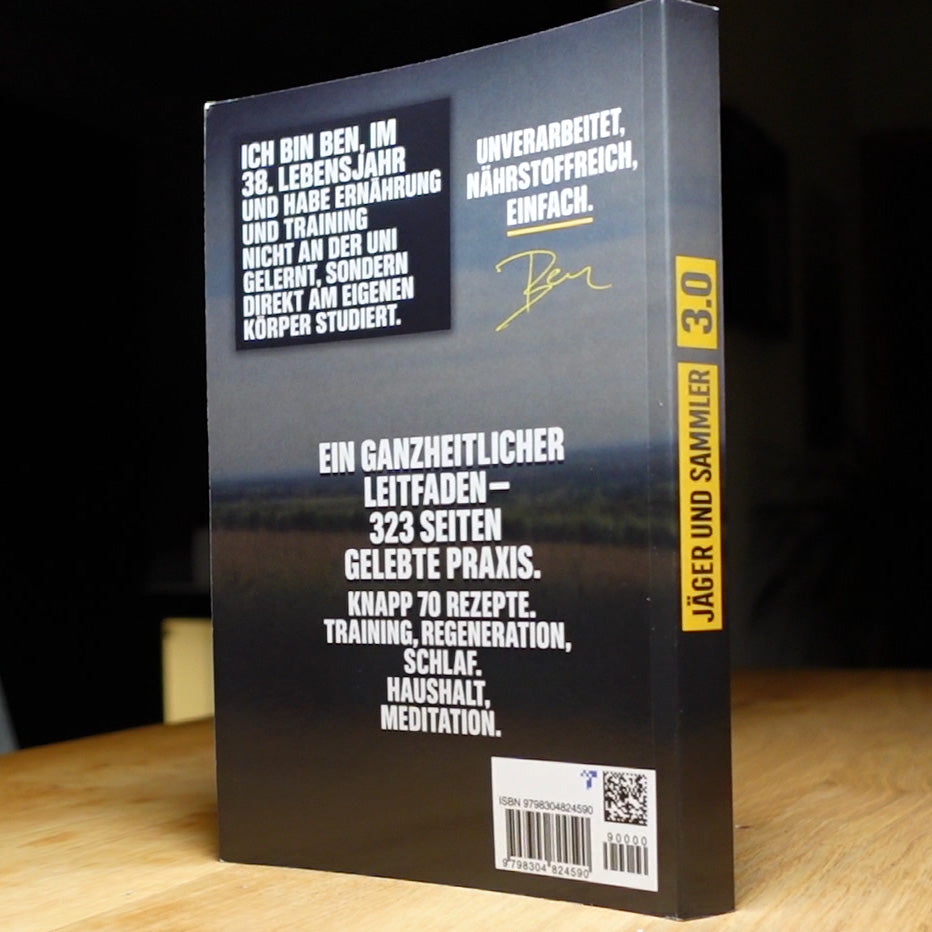 ICH BIN BEN, IM
38. LEBENSJAHR
UND HABE ERNÄHRUNG
UND TRAINING
NICHT AN DER UNI
GELERNT, SONDERN
DIREKT AM EIGENEN
KÖRPER STUDIERT.
UNVERARBEITET,
NÄHRSTOFFREICH,
EINFACH.
Ben
EIN GANZHEITLICHER
LEITFADEN–
323 SEITEN
GELEBTE PRAXIS.
KNAPP 70 REZEPTE.
TRAINING, REGENERATION,
SCHLAF.
HAUSHALT,
MEDITATION.
ISBN 9798304824590
90000
9 798304 824590
JÄGER UND SAMMLER 3.0